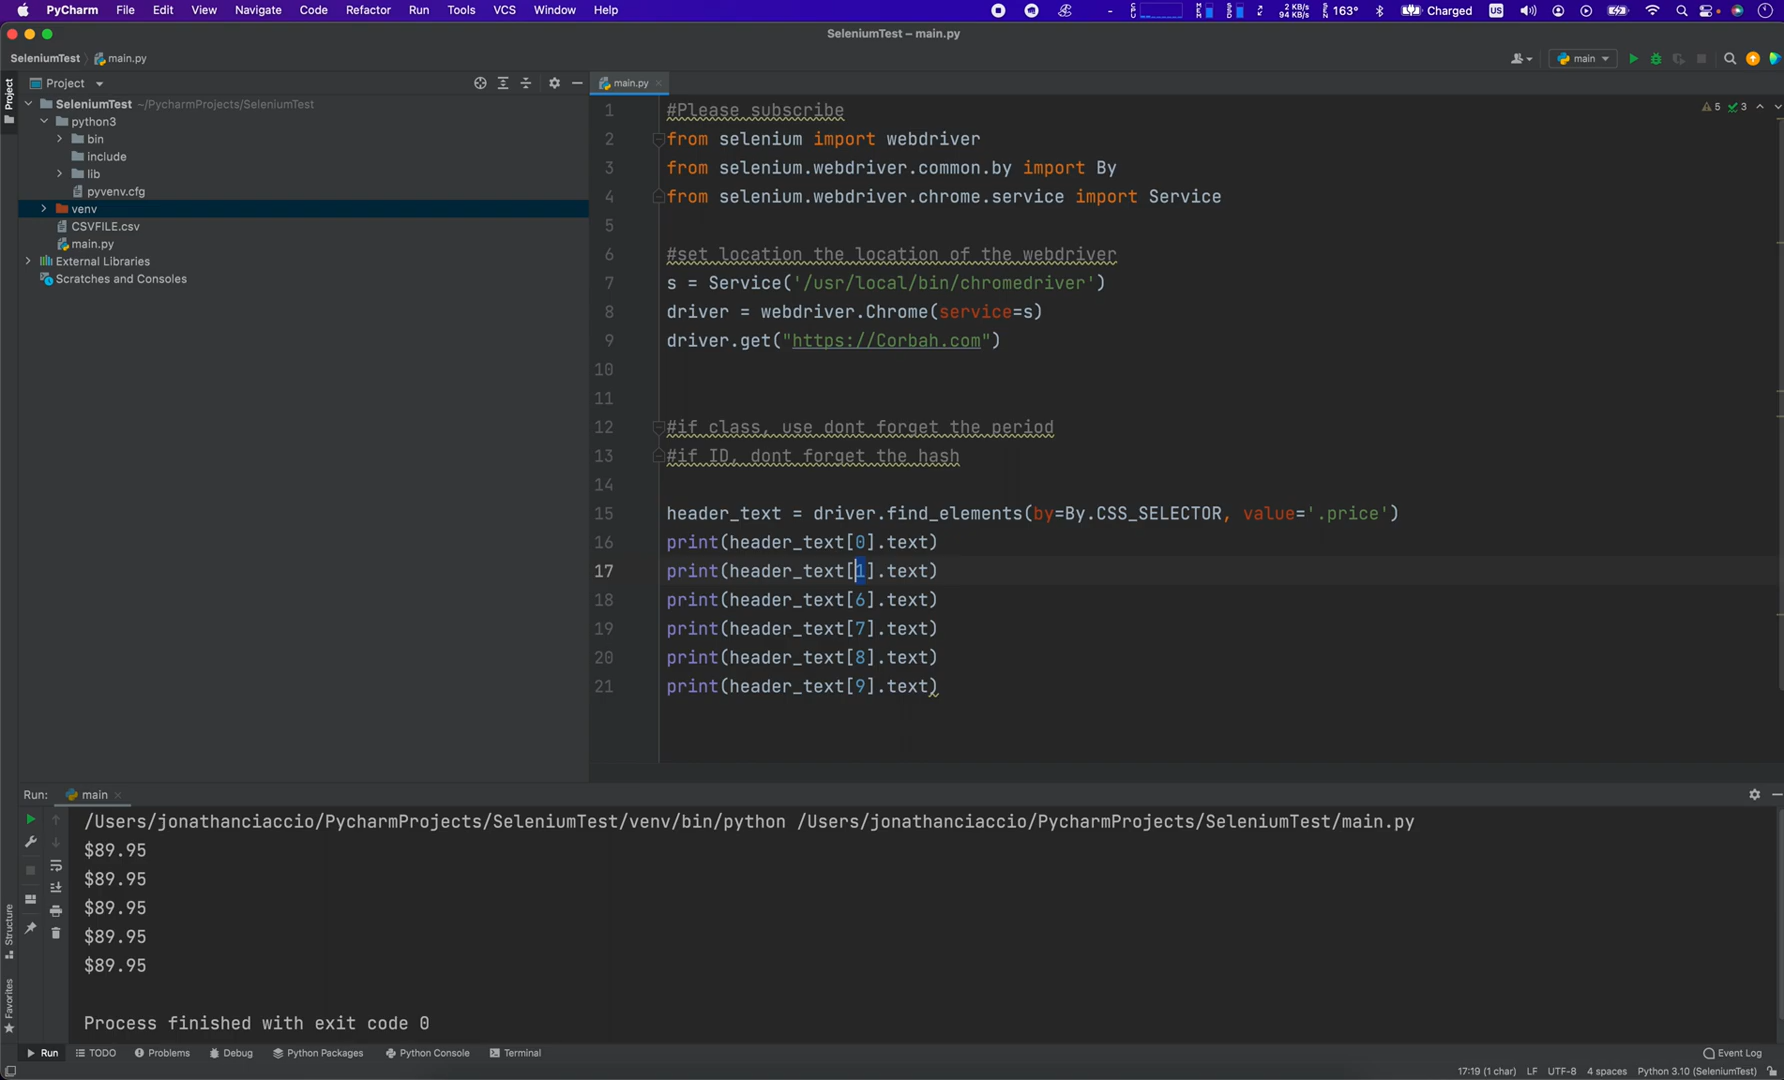 PyCharm File Edit View Navigate Code Refactor Run Tools VCS Window Help 2 KB/s 94 KB/s 163° Charged US
SeleniumTest – main.py
SeleniumTest main.py main
Project main.py
Project
SeleniumTest ~/PycharmProjects/SeleniumTest
python3
bin
include
lib
pyvenv.cfg
venv
CSVFILE.csv
main.py
External Libraries
Scratches and Consoles
5 3
1 #Please subscribe
2 from selenium import webdriver
3 from selenium.webdriver.common.by import By
4 from selenium.webdriver.chrome.service import Service
5
6 #set location the location of the webdriver
7 s = Service('/usr/local/bin/chromedriver')
8 driver = webdriver.Chrome(service=s)
9 driver.get("https://Corbah.com")
10
11
12 #if class, use dont forget the period
13 #if ID, dont forget the hash
14
15 header_text = driver.find_elements(by=By.CSS_SELECTOR, value='.price')
16 print(header_text[0].text)
17 print(header_text[1].text)
18 print(header_text[6].text)
19 print(header_text[7].text)
20 print(header_text[8].text)
21 print(header_text[9].text)
Run: main
/Users/jonathanciaccio/PycharmProjects/SeleniumTest/venv/bin/python /Users/jonathanciaccio/PycharmProjects/SeleniumTest/main.py
$89.95
$89.95
$89.95
$89.95
$89.95
Process finished with exit code 0
Structure
Favorites
Run TODO Problems Debug Python Packages Python Console Terminal Event Log
17:19 (1 char) LF UTF-8 4 spaces Python 3.10 (SeleniumTest)